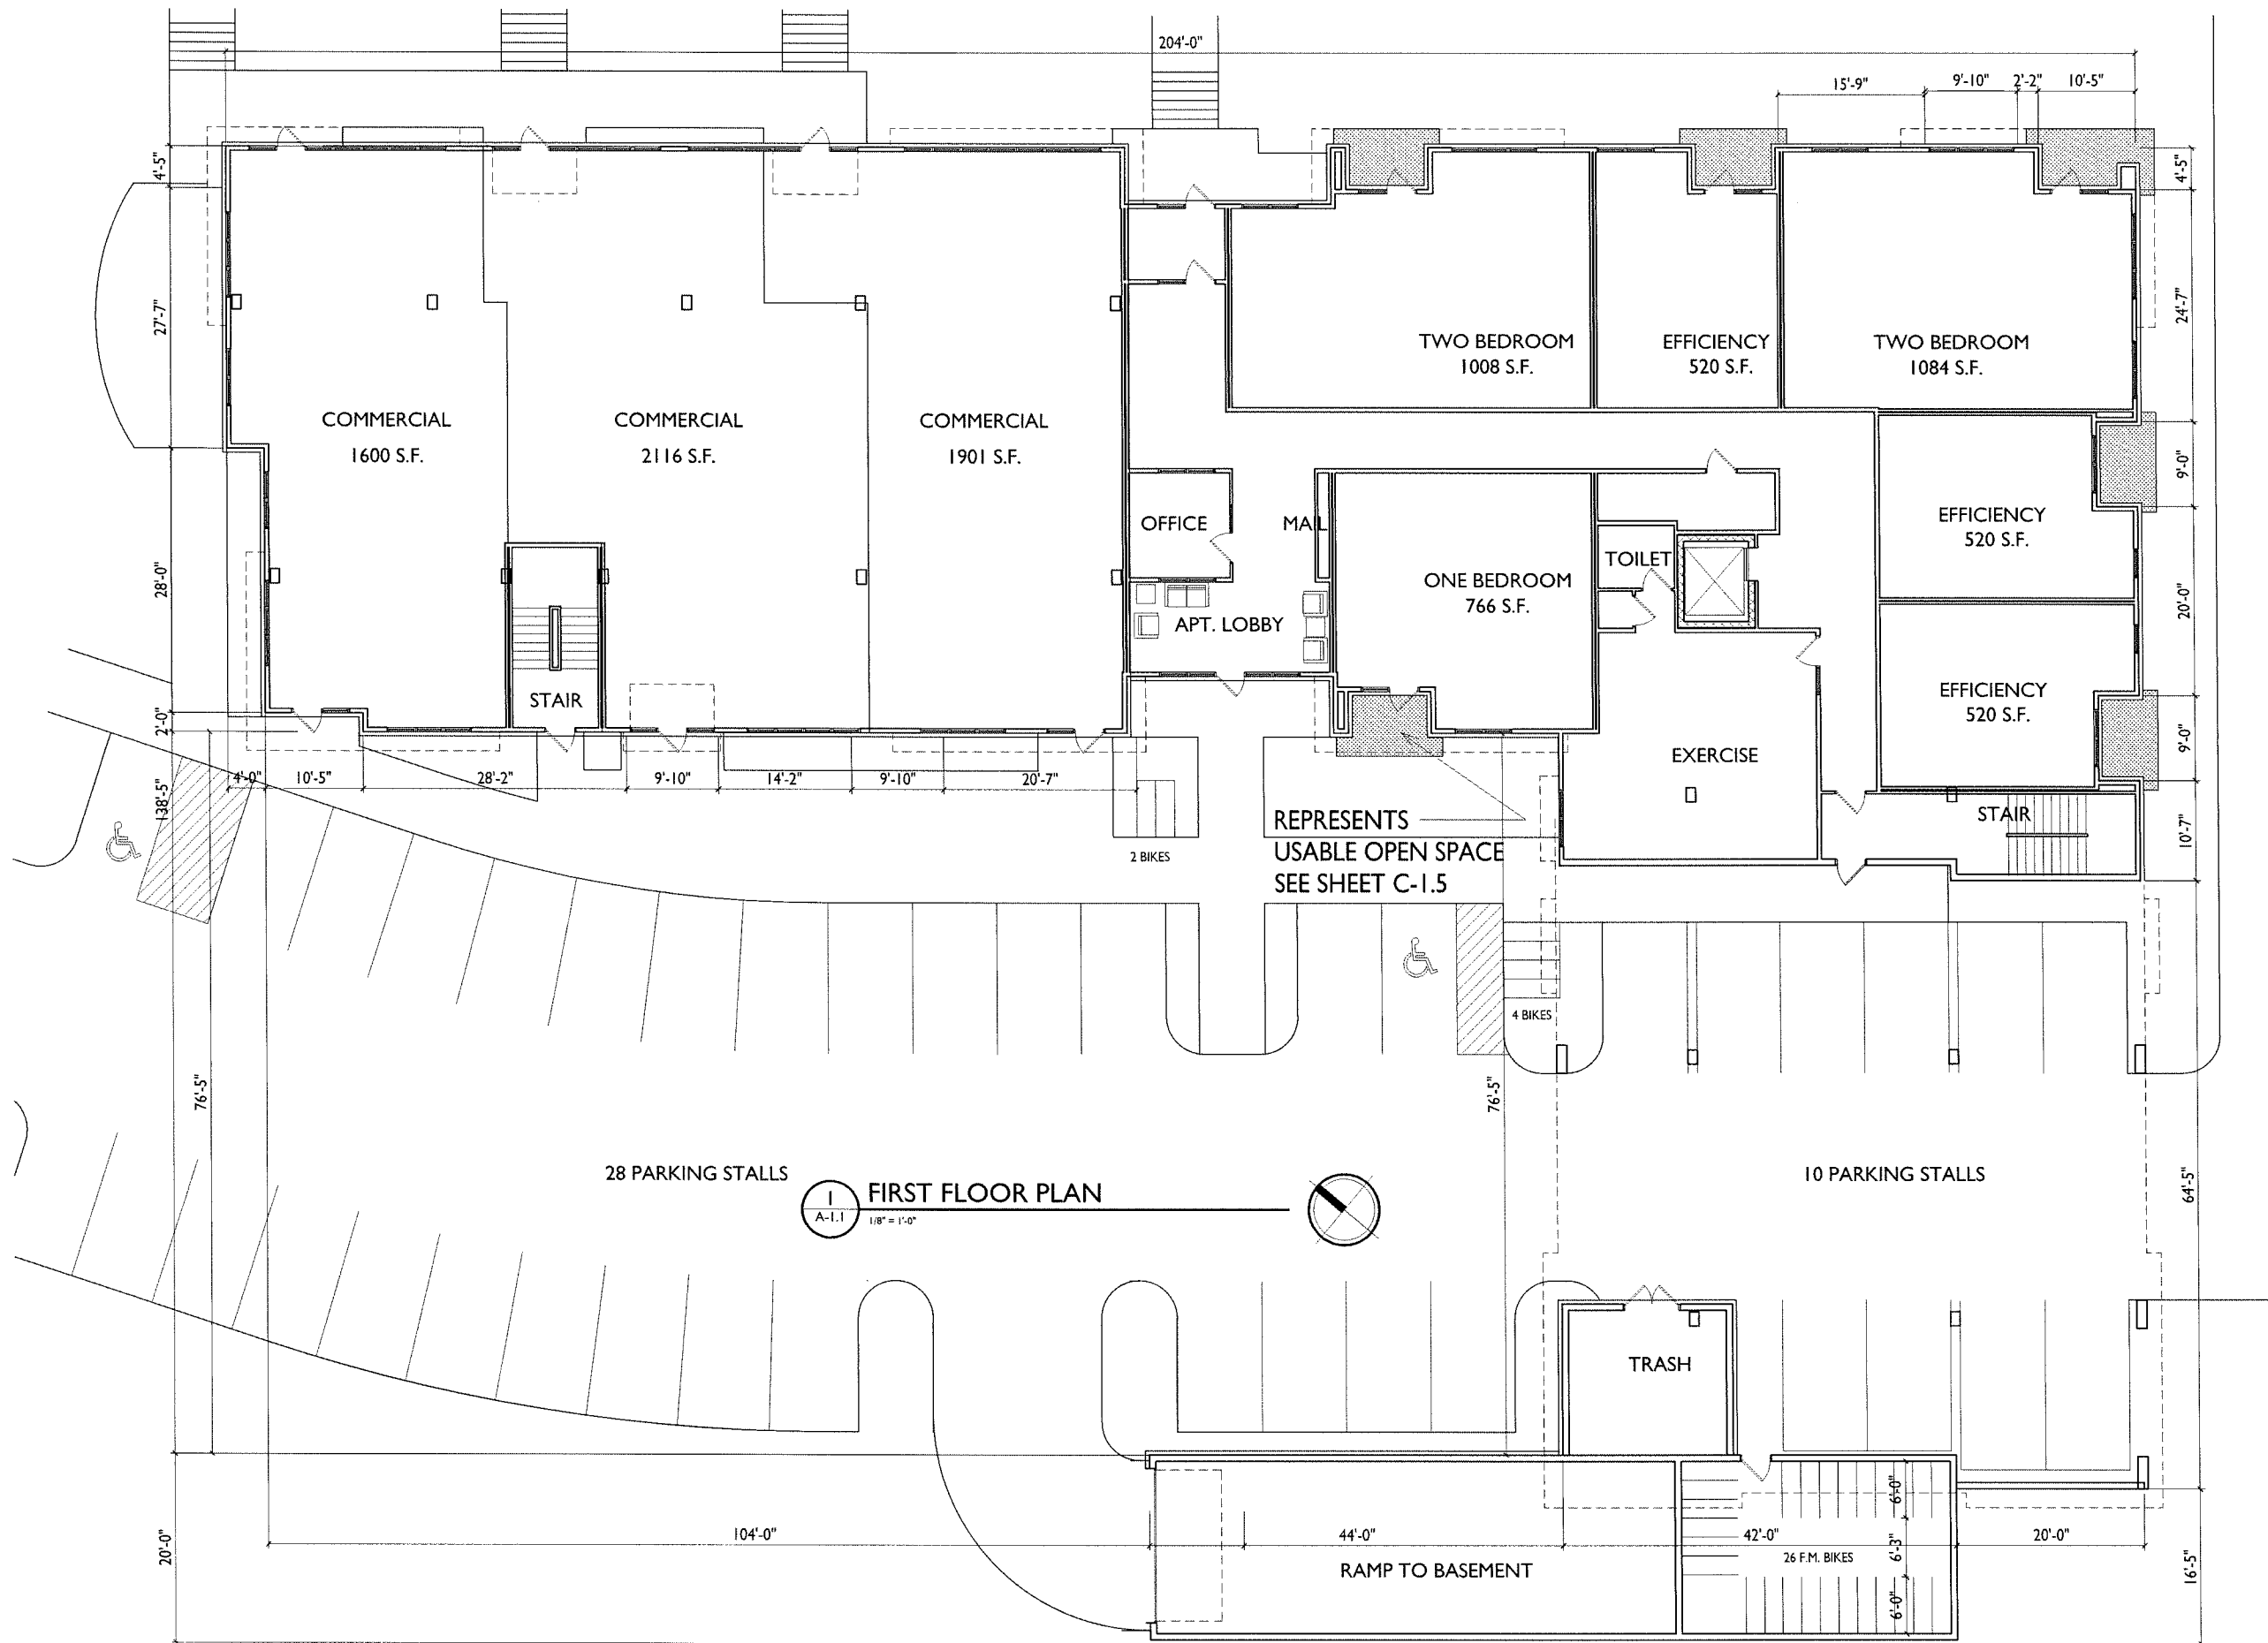 204'-0"
15'-9"
9'-10"
2'-2"
10'-5"
4'-5"
4'-5"
27'-7"
24'-7"
TWO BEDROOM
1008 S.F.
EFFICIENCY
520 S.F.
TWO BEDROOM
1084 S.F.
COMMERCIAL
1600 S.F.
COMMERCIAL
2116 S.F.
COMMERCIAL
1901 S.F.
9'-0"
OFFICE
MAIL
EFFICIENCY
520 S.F.
TOILET
ONE BEDROOM
766 S.F.
28'-0"
20'-0"
APT. LOBBY
STAIR
EFFICIENCY
520 S.F.
2'-0"
9'-0"
EXERCISE
4'-0"
10'-5"
28'-2"
9'-10"
14'-2"
9'-10"
20'-7"
138'-5"
REPRESENTS
USABLE OPEN SPACE
SEE SHEET C-1.5
STAIR
10'-7"
2 BIKES
4 BIKES
76'-5"
76'-5"
28 PARKING STALLS
10 PARKING STALLS
64'-5"
1
A-1.1
FIRST FLOOR PLAN
1/8" = 1'-0"
TRASH
6'-0"
104'-0"
44'-0"
42'-0"
20'-0"
20'-0"
6'-3"
26 F.M. BIKES
RAMP TO BASEMENT
16'-5"
6'-0"